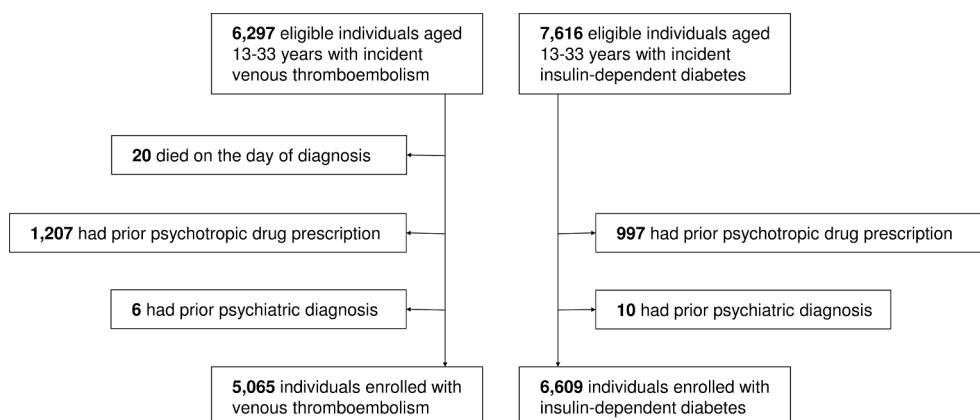 6,297 eligible individuals aged
13-33 years with incident
venous thromboembolism
7,616 eligible individuals aged
13-33 years with incident
insulin-dependent diabetes
20 died on the day of diagnosis
1,207 had prior psychotropic drug prescription
997 had prior psychotropic drug prescription
6 had prior psychiatric diagnosis
10 had prior psychiatric diagnosis
5,065 individuals enrolled with
venous thromboembolism
6,609 individuals enrolled with
insulin-dependent diabetes